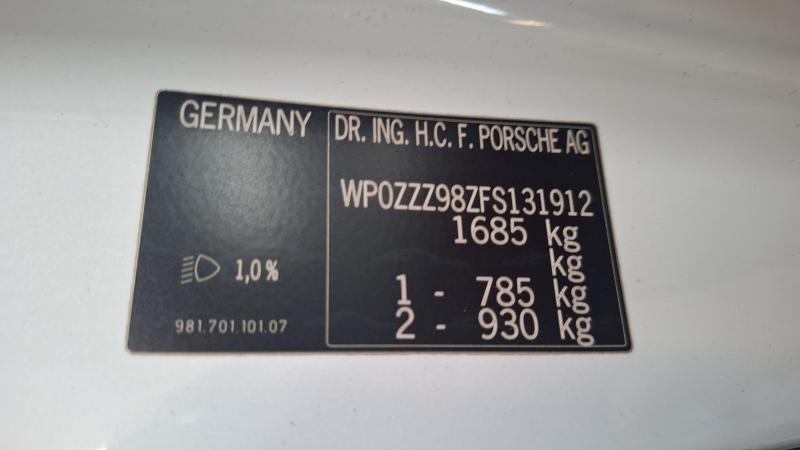 GERMANY
DR. ING. H.C. F. PORSCHE AG
WP0ZZZ98ZFS131912
1685 kg
kg
1 - 785 kg
2 - 930 kg
1,0 %
981.701.101.07